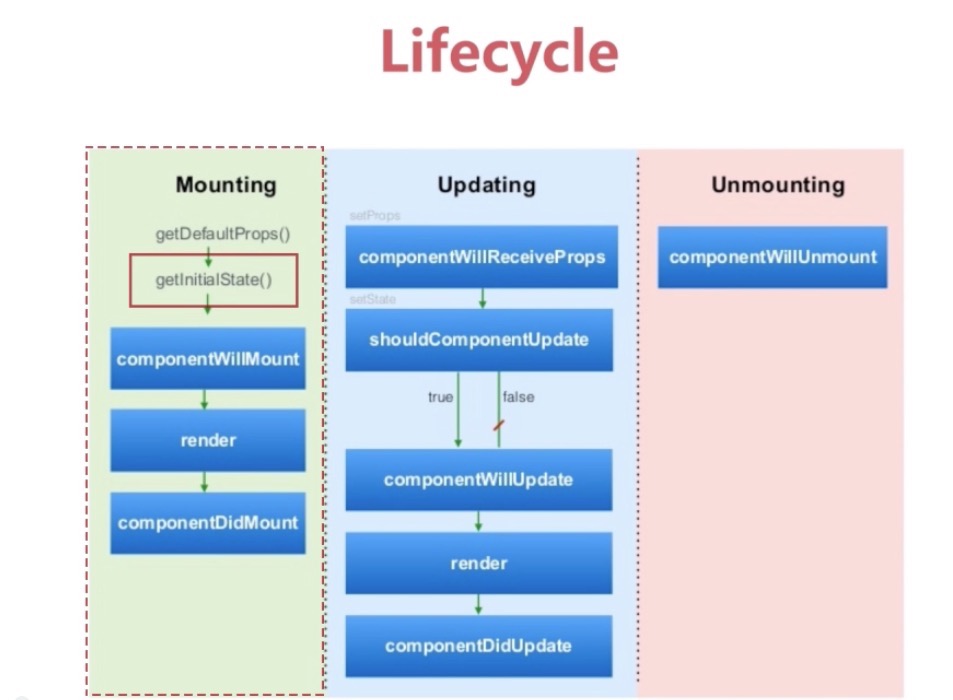 Lifecycle
Mounting
getDefaultProps()
getInitialState()
componentWillMount
render
componentDidMount
Updating
setProps
componentWillReceiveProps
setState
shouldComponentUpdate
true
false
componentWillUpdate
render
componentDidUpdate
Unmounting
componentWillUnmount